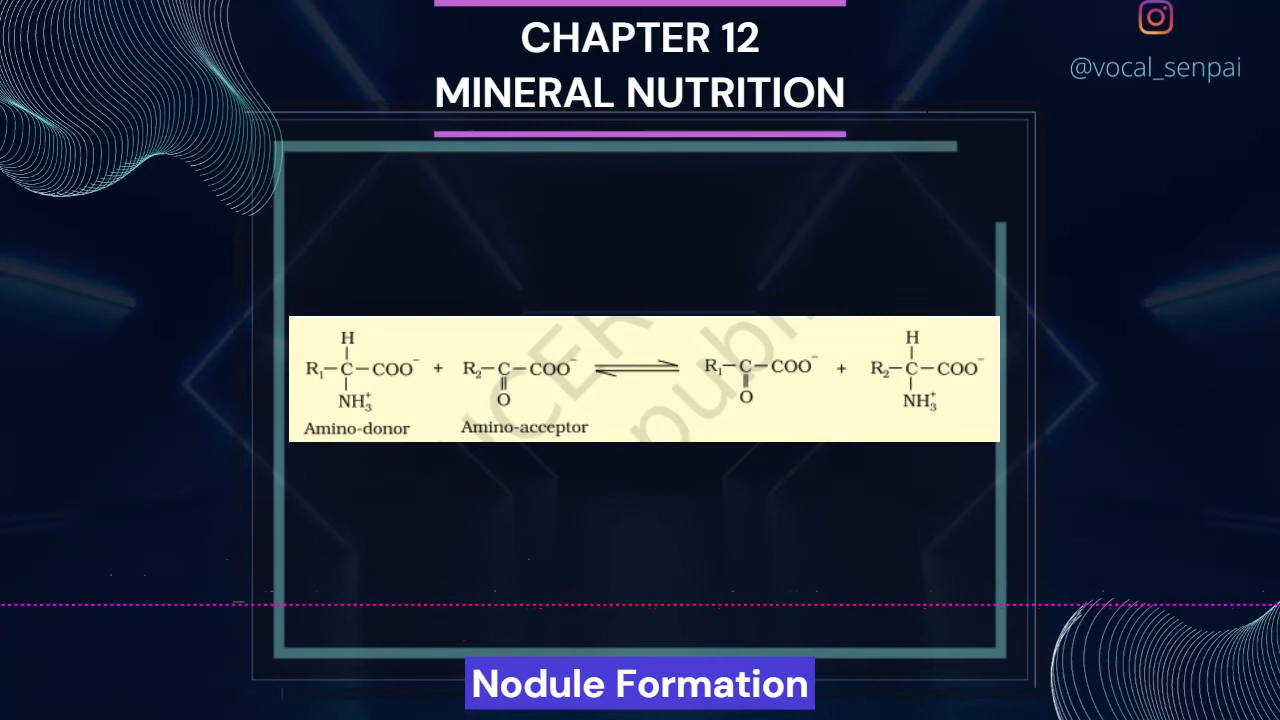 CHAPTER 12
MINERAL NUTRITION
@vocal_senpai
H
R₁–C–COO⁻ + R₂–C–COO⁻ ⇌ R₁–C–COO⁻ + R₂–C–COO⁻
NH₃⁺ O O NH₃⁺
H
Amino-donor Amino-acceptor
Nodule Formation